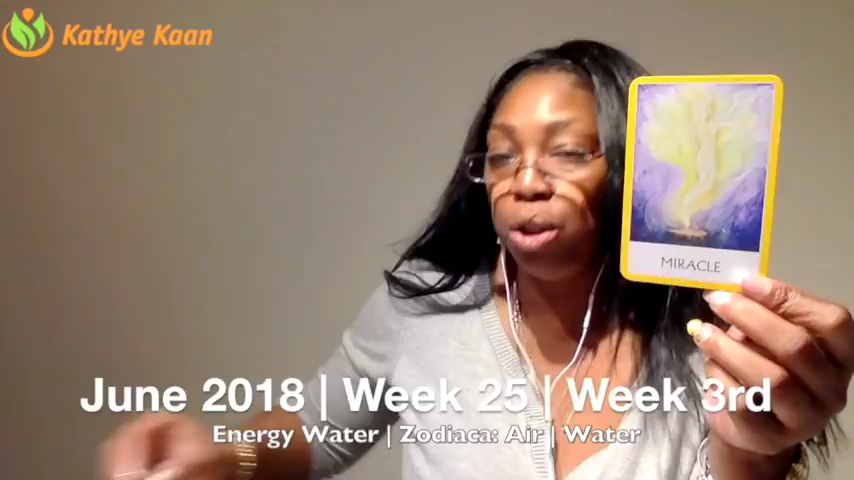 Kathye Kaan
MIRACLE
June 2018 | Week 25 | Week 3rd
Energy Water | Zodiaca: Air | Water